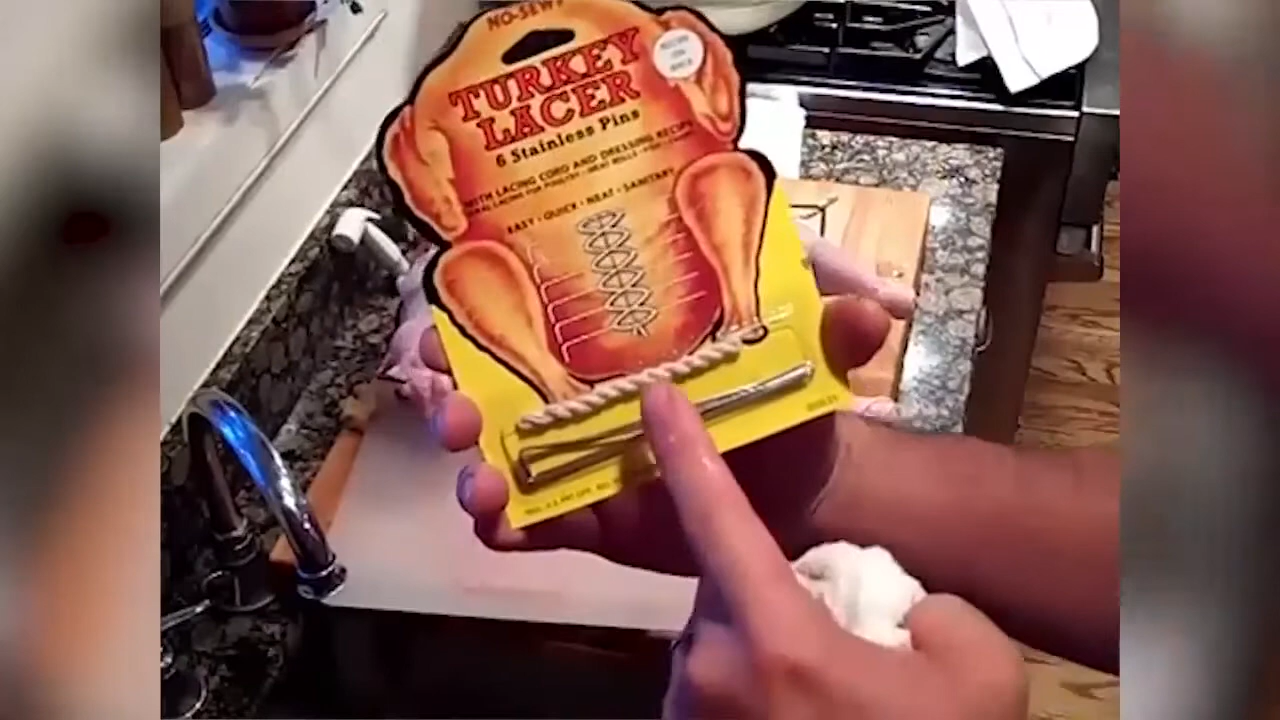 NO-SEW
TURKEY
LACER
6 Stainless Pins
WITH LACING CORD AND DRESSING RECIPE
EASY • QUICK • NEAT • SANITARY